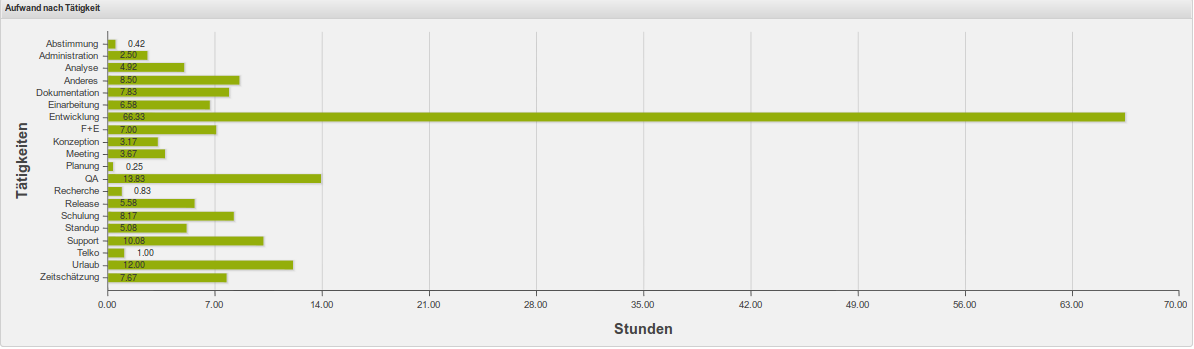 Aufwand nach Tätigkeit
Abstimmung 0.42
Administration 2.50
Analyse 4.92
Anderes 8.50
Dokumentation 7.83
Einarbeitung 6.58
Entwicklung 66.33
F+E 7.00
Konzeption 3.17
Meeting 3.67
Planung 0.25
QA 13.83
Recherche 0.83
Release 5.58
Schulung 8.17
Standup 5.08
Support 10.08
Telko 1.00
Urlaub 12.00
Zeitschätzung 7.67
Tätigkeiten
0.00 7.00 14.00 21.00 28.00 35.00 42.00 49.00 56.00 63.00 70.00
Stunden